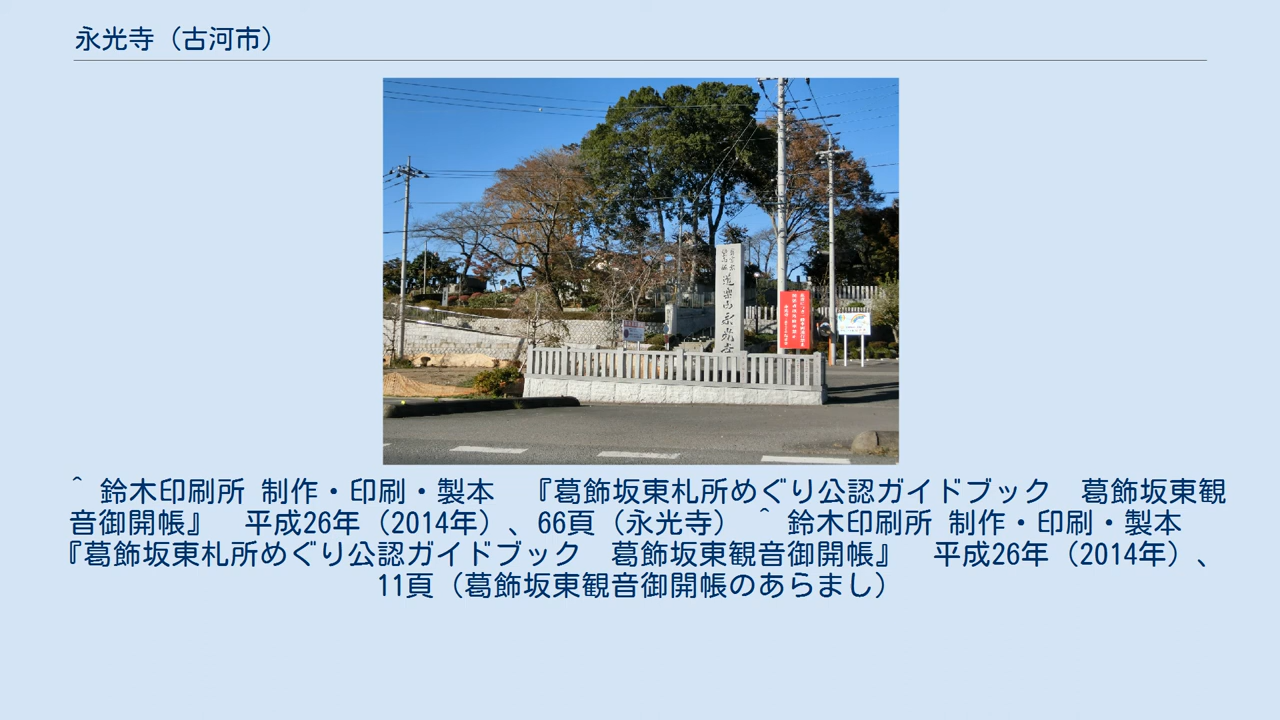 永光寺（古河市）
道樂山永光寺
^ 鈴木印刷所 制作・印刷・製本　『葛飾坂東札所めぐり公認ガイドブック　葛飾坂東観
音御開帳』　平成26年（2014年）、66頁（永光寺） ^ 鈴木印刷所 制作・印刷・製本
『葛飾坂東札所めぐり公認ガイドブック　葛飾坂東観音御開帳』　平成26年（2014年）、
11頁（葛飾坂東観音御開帳のあらまし）